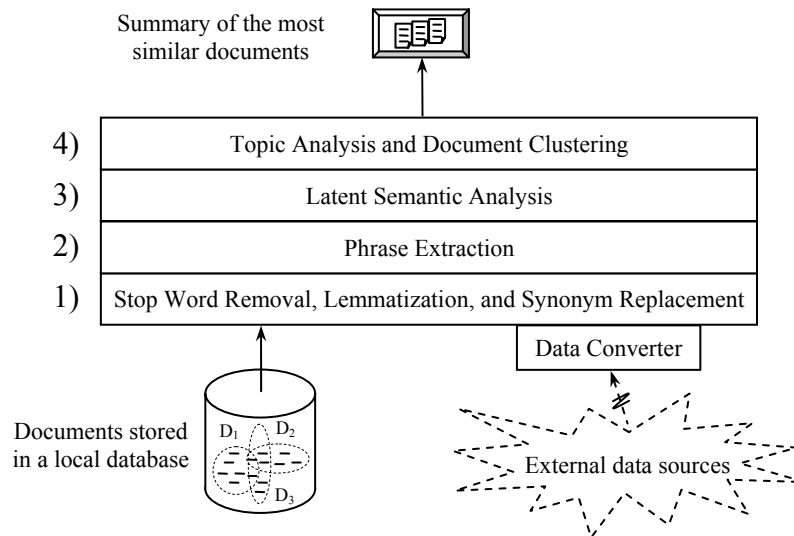 Summary of the most
similar documents
4) Topic Analysis and Document Clustering
3) Latent Semantic Analysis
2) Phrase Extraction
1) Stop Word Removal, Lemmatization, and Synonym Replacement
Data Converter
Documents stored
in a local database
D₁ D₂
D₃
External data sources